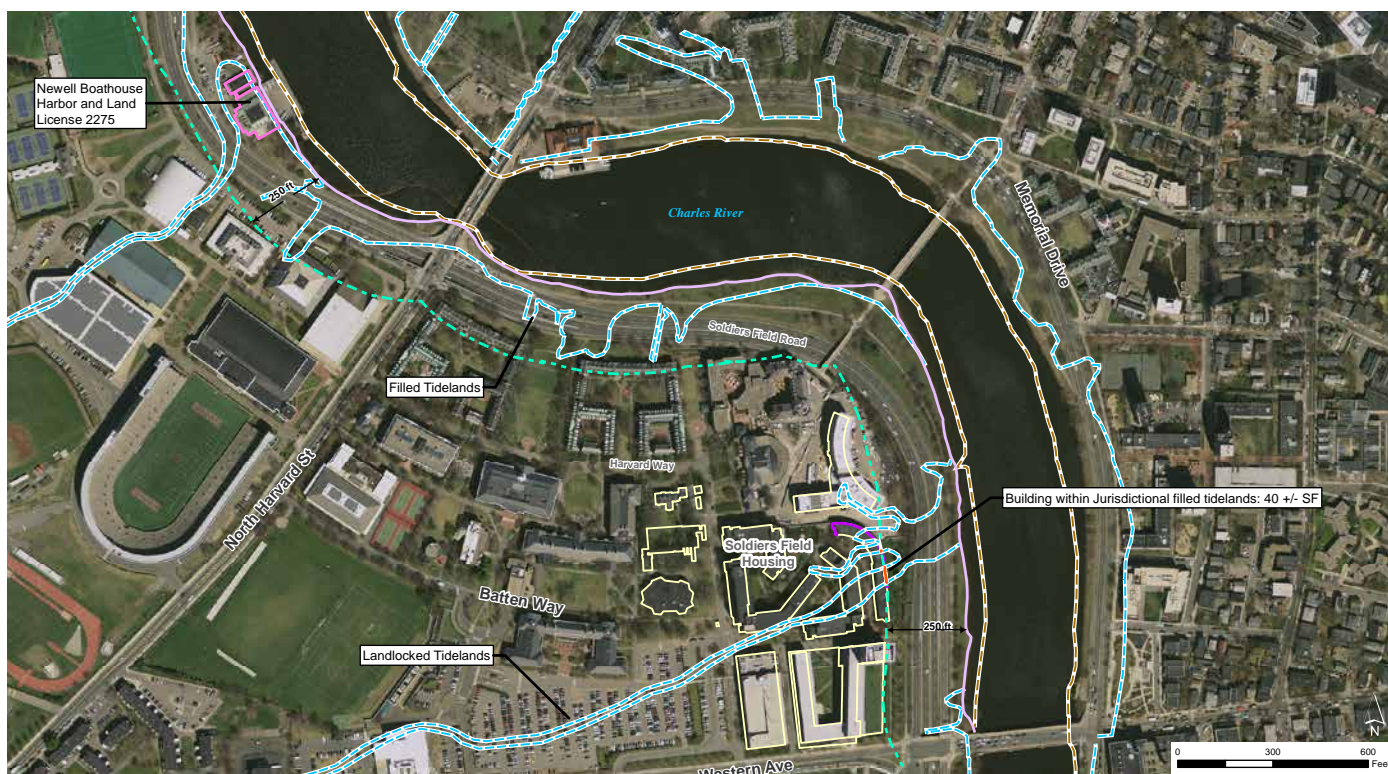 Newell Boathouse
Harbor and Land
License 2275
250 ft
Charles River
Memorial Drive
Soldiers Field Road
Filled Tidelands
Harvard Way
North Harvard St
Building within Jurisdictional filled tidelands: 40 +/- SF
Soldiers Field
Housing
Batten Way
250 ft
Landlocked Tidelands
Western Ave
N
0 300 600
Fee